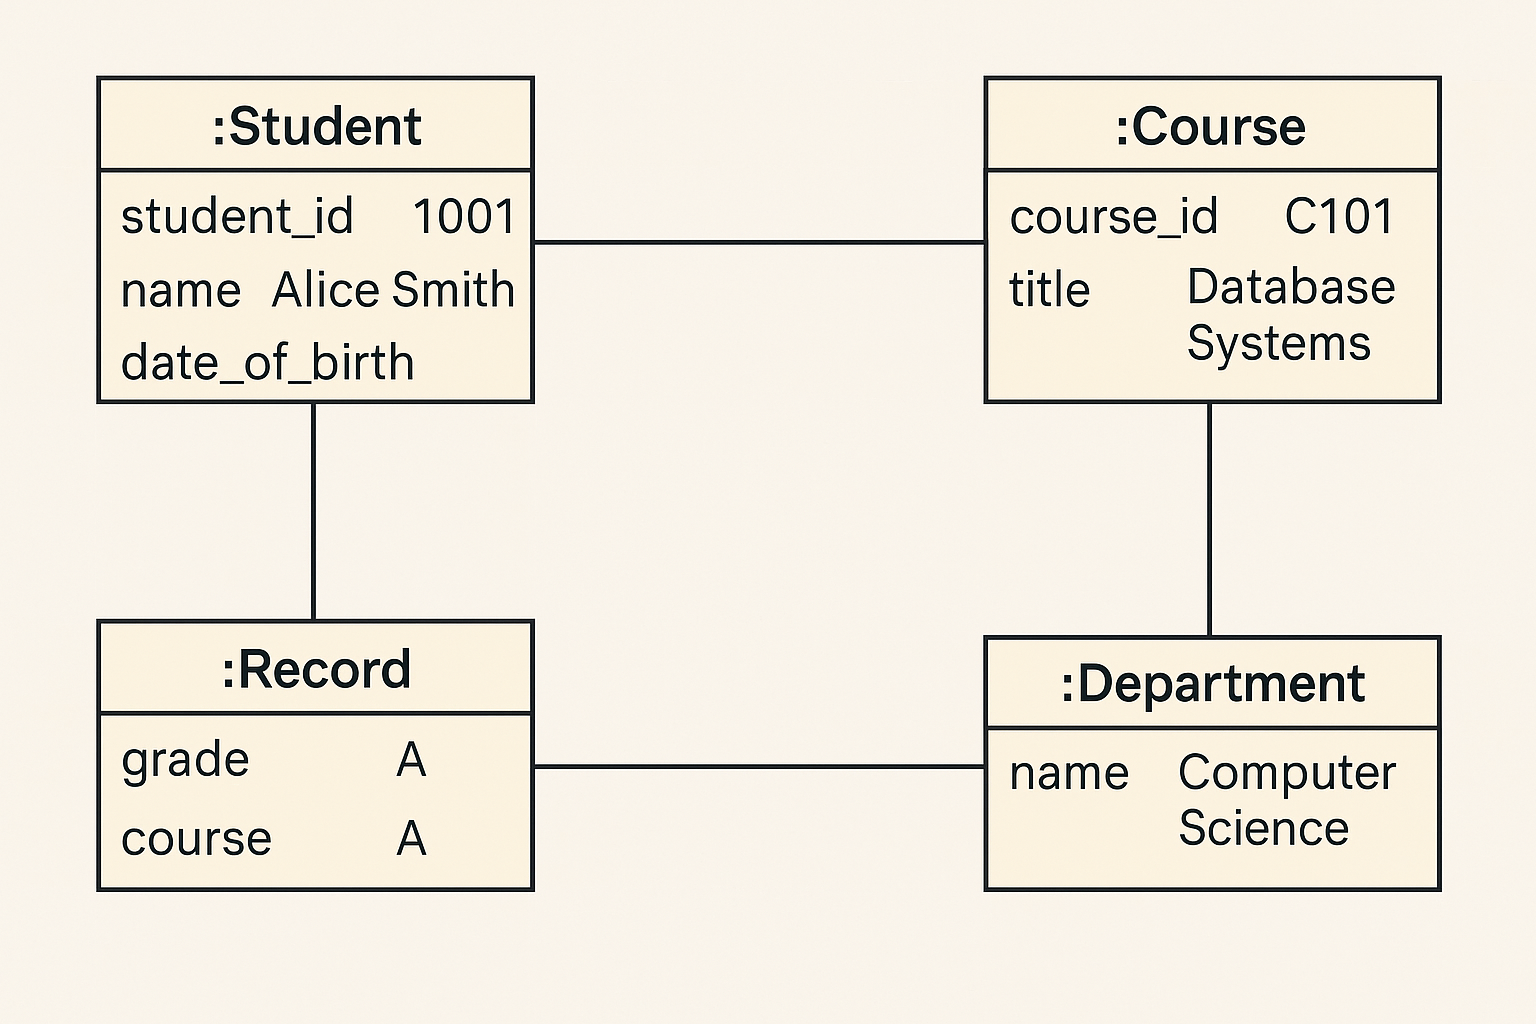 :Student
student_id 1001
name Alice Smith
date_of_birth
:Course
course_id C101
title Database
Systems
:Record
grade A
course A
:Department
name Computer
Science